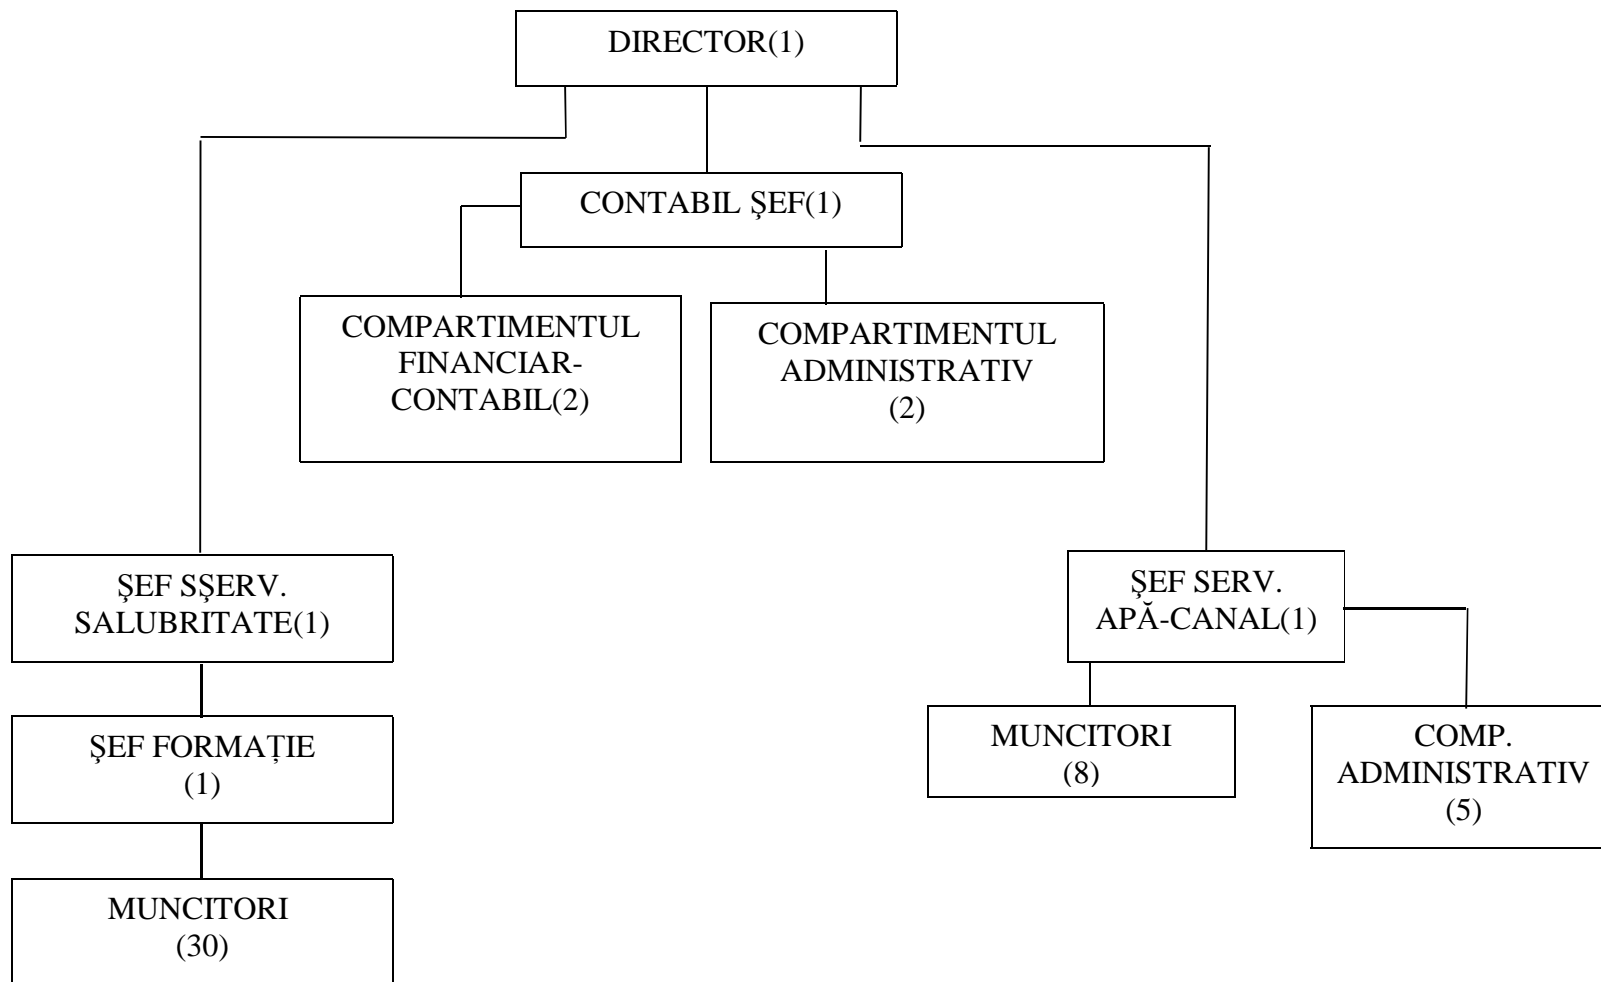 DIRECTOR(1)
CONTABIL ŞEF(1)
COMPARTIMENTUL
FINANCIAR-
CONTABIL(2)
COMPARTIMENTUL
ADMINISTRATIV
(2)
ŞEF SŞERV.
SALUBRITATE(1)
ŞEF SERV.
APĂ-CANAL(1)
ŞEF FORMAȚIE
(1)
MUNCITORI
(8)
COMP.
ADMINISTRATIV
(5)
MUNCITORI
(30)